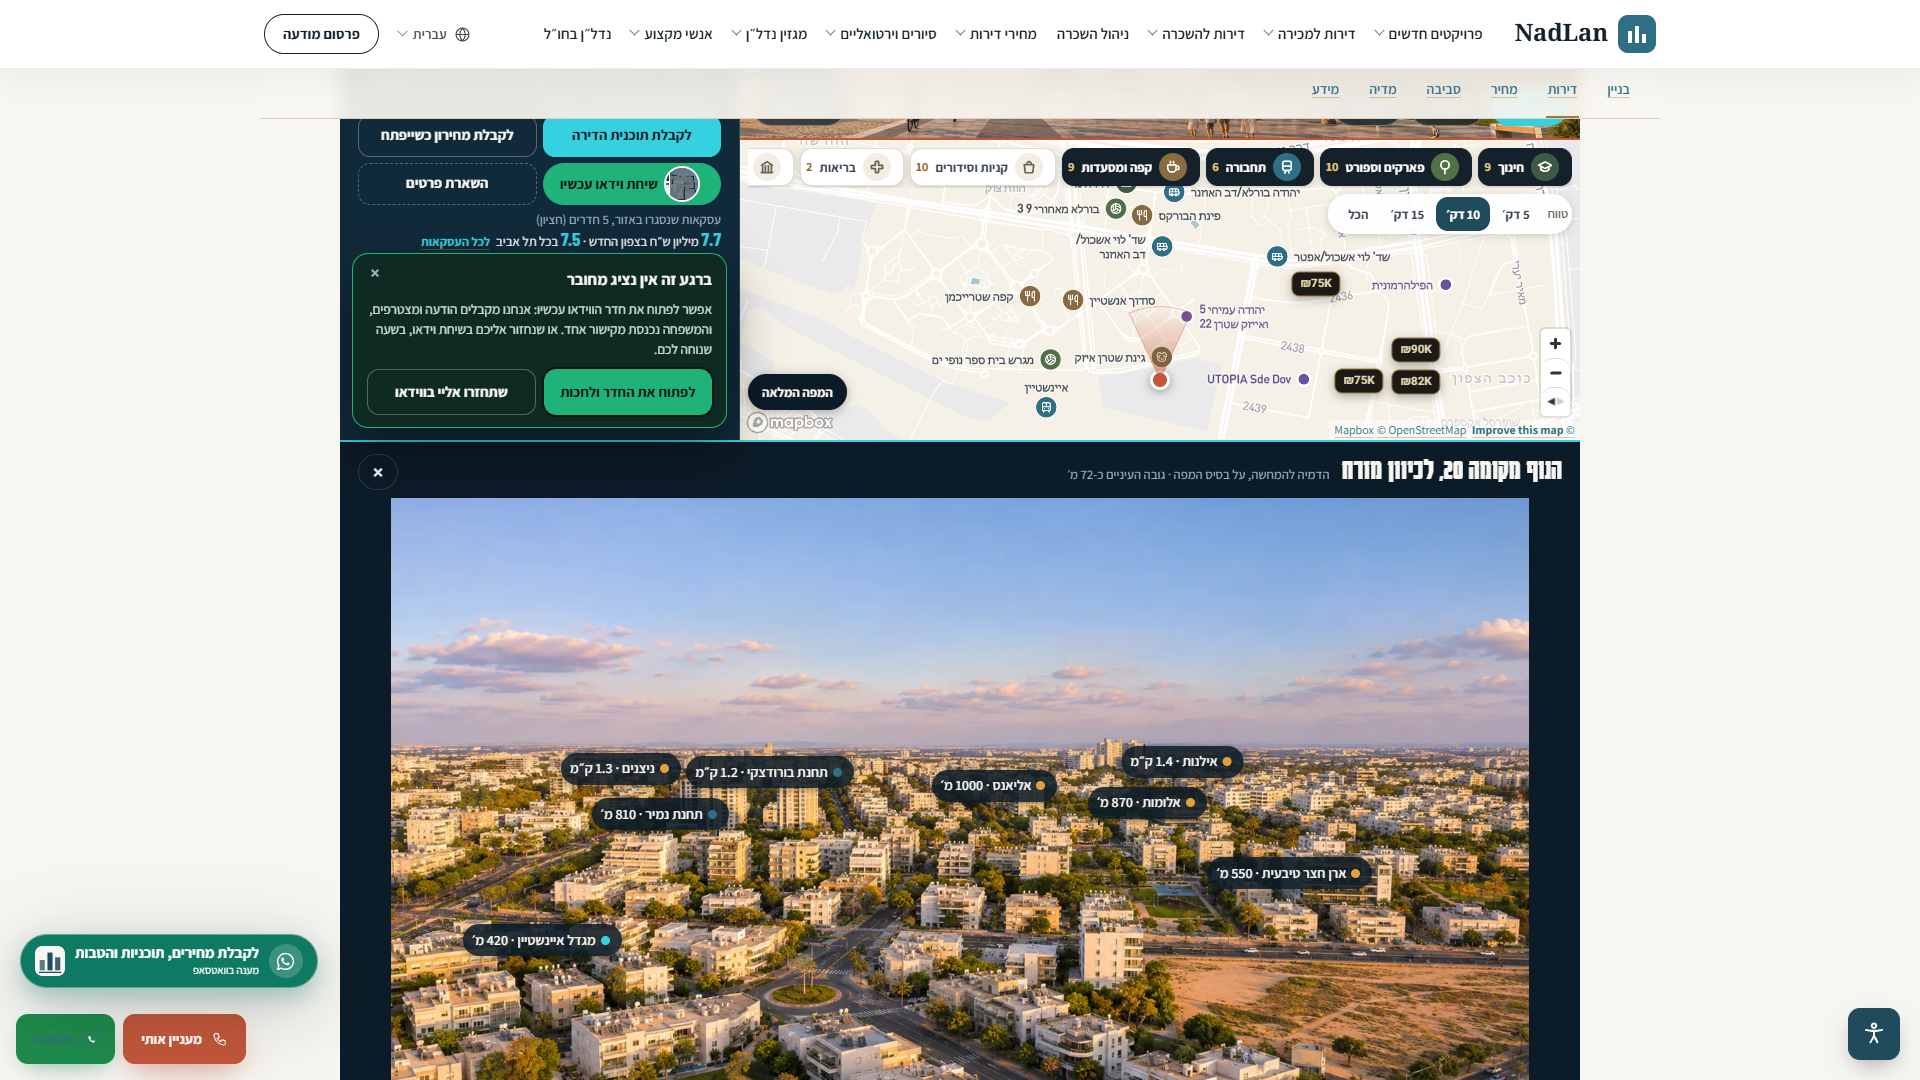 NadLan
פרויקטים חדשים
דירות למכירה
דירות להשכרה
ניהול השכרה
מחירי דירות
סיורים וירטואליים
מגזין נדל״ן
אנשי מקצוע
נדל״ן בחו״ל
עברית
פרסום מודעה
בניין
דירות
מחיר
סביבה
מדיה
מידע
חינוך 9
פארקים וספורט 10
תחבורה 6
קפה ומסעדות 9
קניות וסידורים 10
בריאות 2
טווח
5 דק׳
10 דק׳
15 דק׳
הכל
יהודה בורלא/דב האוזנר
בורלא מאחורי 39
פינת הבורקס
שד' לוי אשכול/
דב האוזנר
שד' לוי אשכול/אפטר
₪75K
2436
הפילהרמונית
מאיר יערי
קפה שטרייכמן
סודוך אנשטיין
יהודה עמיחי 5
ואייזק שטרן 22
2438
₪90K
מגרש בית ספר נופי ים
גינת שטרן אייזק
UTOPIA Sde Dov
₪75K
₪82K
כוכב הצפון
איינשטיין
2439
המפה המלאה
mapbox
Mapbox © OpenStreetMap Improve this map ©
לקבלת תוכנית הדירה
לקבלת מחירון כשייפתח
שיחת וידאו עכשיו
השארת פרטים
עסקאות שנסגרו באזור, 5 חדרים (חציון)
7.7 מיליון ש״ח בצפון החדש · 7.5 בכל תל אביב לכל העסקאות
ברגע זה אין נציג מחובר
אפשר לפתוח את חדר הווידאו עכשיו: אנחנו מקבלים הודעה ומצטרפים,
והמשפחה נכנסת מקישור אחד. או שנחזור אליכם בשיחת וידאו, בשעה
שנוחה לכם.
לפתוח את החדר ולחכות
שתחזרו אליי בווידאו
הנוף מקומה 20, לכיוון מזרח
הדמיה להמחשה, על בסיס המפה · גובה העיניים כ-72 מ׳
אילנות · 1.4 ק״מ
ניצנים · 1.3 ק״מ
תחנת בורודצקי · 1.2 ק״מ
אליאנס · 1000 מ׳
אלומות · 870 מ׳
תחנת נמיר · 810 מ׳
ארן חצר טיבעית · 550 מ׳
מגדל איינשטיין · 420 מ׳
לקבלת מחירים, תוכניות והטבות
מענה בוואטסאפ
מעניין אותי